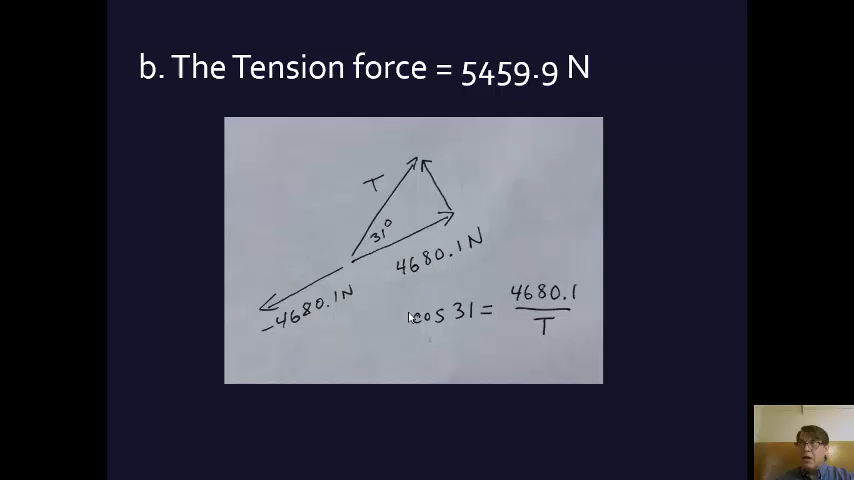 b. The Tension force = 5459.9 N
T
31°
4680.1N
-4680.1N
cos 31 = 4680.1
T